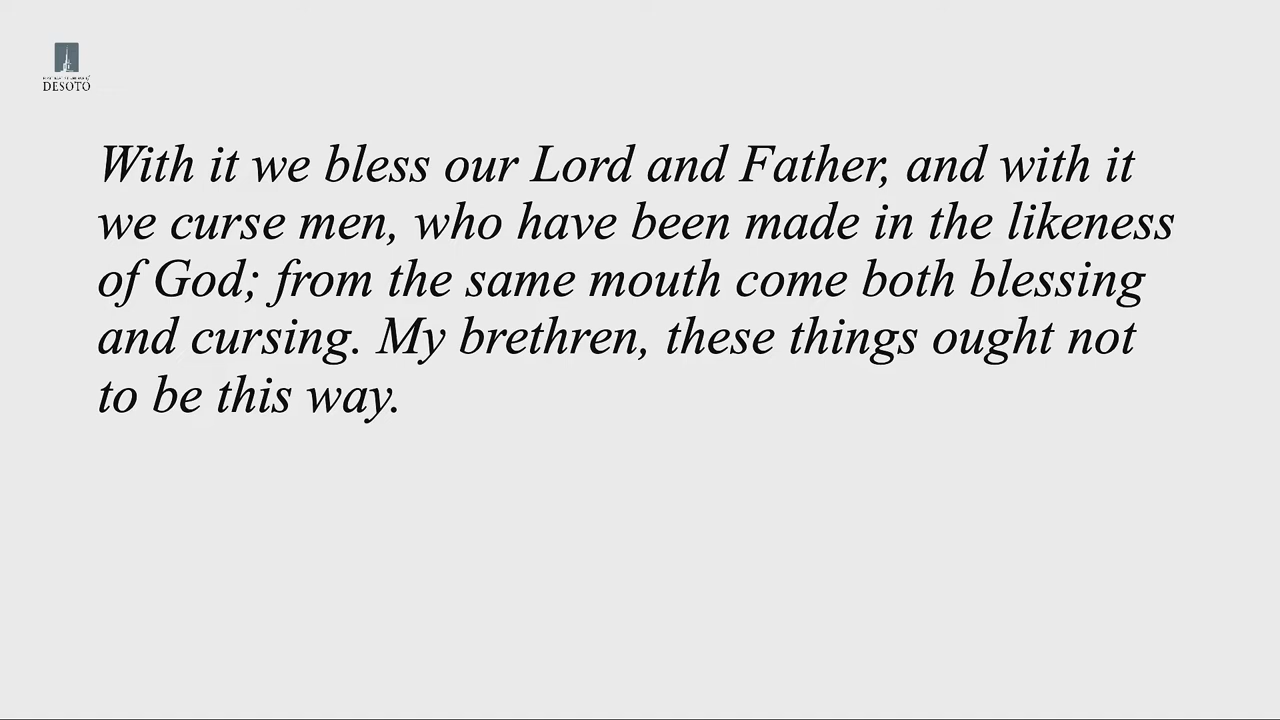 DESOTO
With it we bless our Lord and Father, and with it
we curse men, who have been made in the likeness
of God; from the same mouth come both blessing
and cursing. My brethren, these things ought not
to be this way.